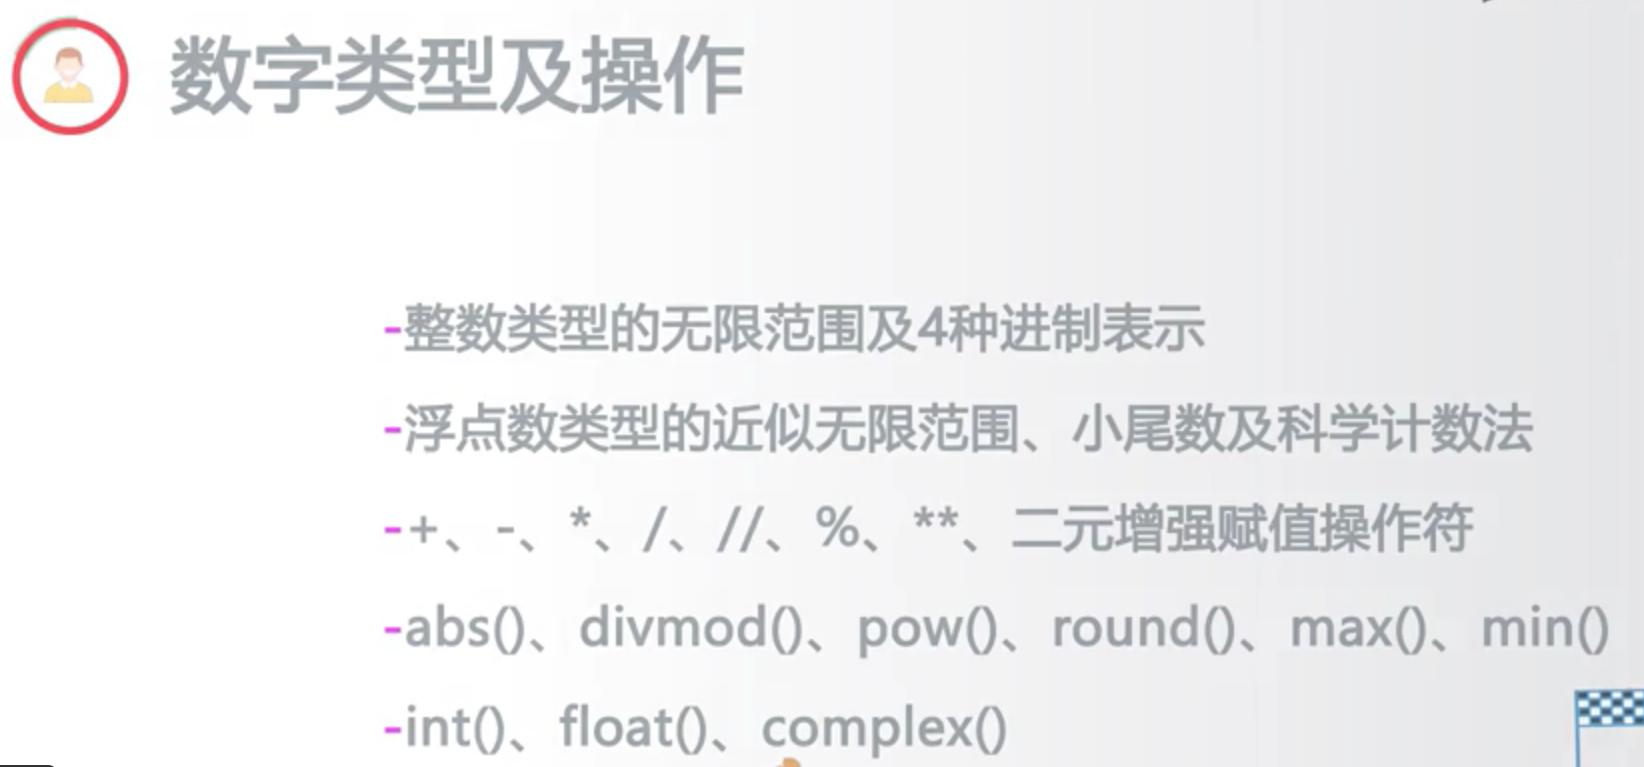 数字类型及操作
-整数类型的无限范围及4种进制表示
-浮点数类型的近似无限范围、小尾数及科学计数法
-+、-、*、/、//、%、**、二元增强赋值操作符
-abs()、divmod()、pow()、round()、max()、min()
-int()、float()、complex()